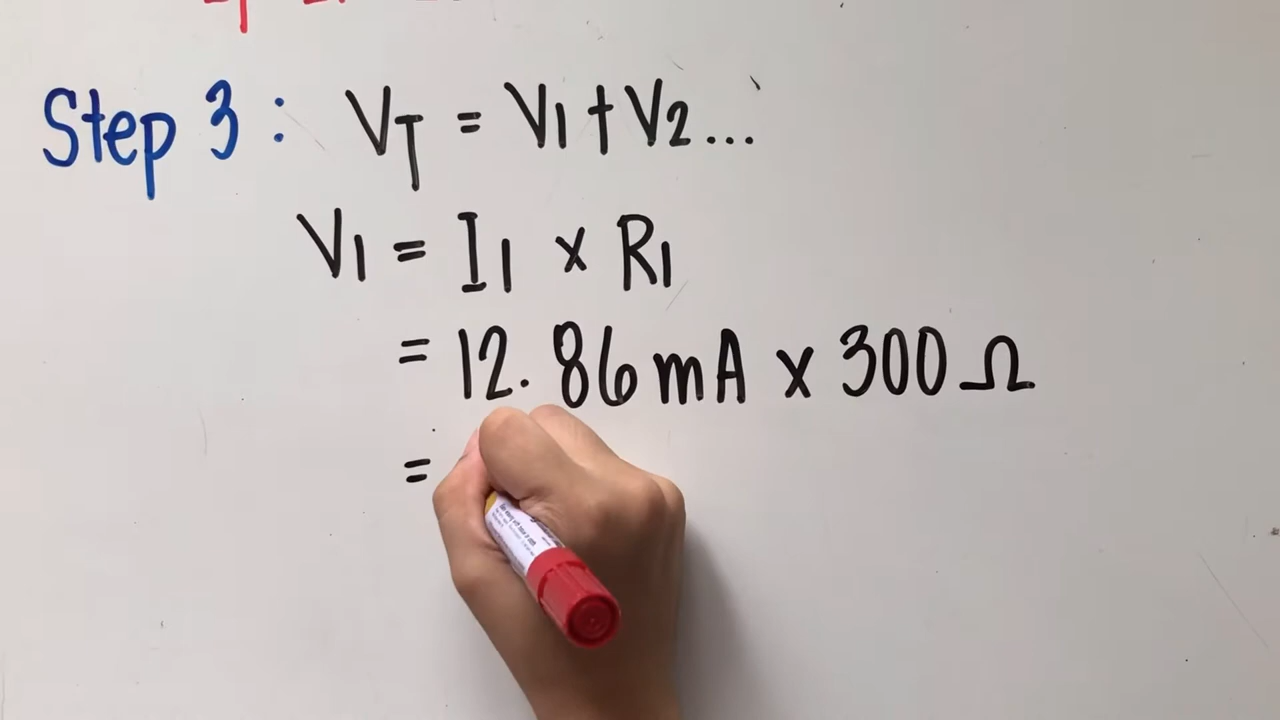 Step 3 : VT = V1 + V2...
V1 = I1 x R1
= 12.86 mA x 300 Ω
=